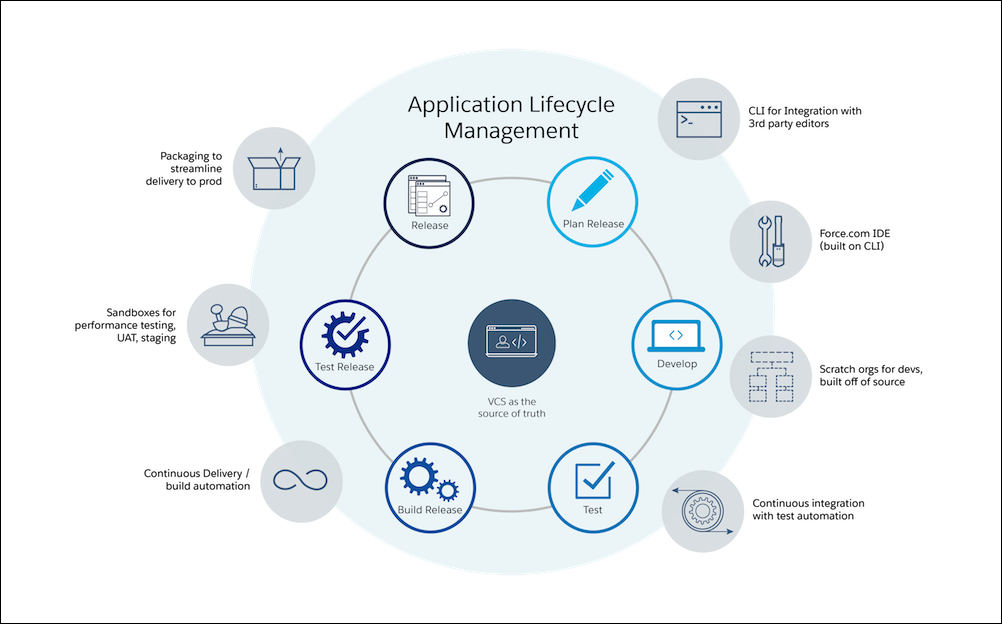 Application Lifecycle
Management
CLI for Integration with
3rd party editors
Packaging to
streamline
delivery to prod
Release
Plan Release
Force.com IDE
(built on CLI)
Sandboxes for
performance testing,
UAT, staging
Test Release
Develop
Scratch orgs for devs,
built off of source
VCS as the
source of truth
Continuous Delivery /
build automation
Build Release
Test
Continuous integration
with test automation